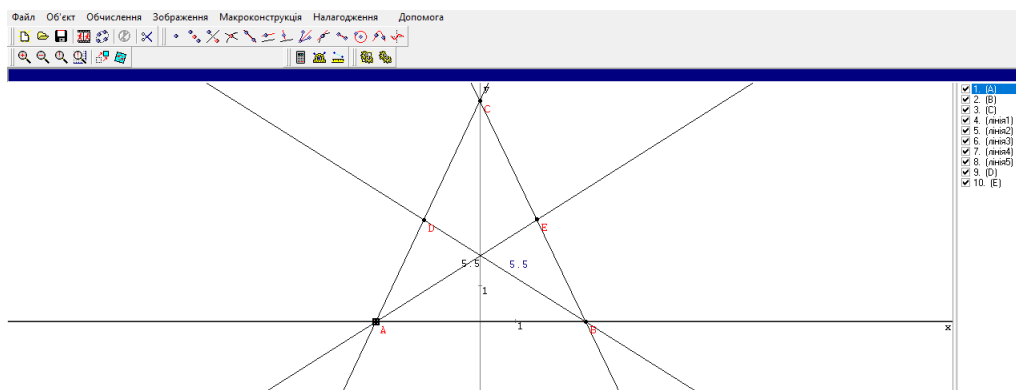 Файл Об'єкт Обчислення Зображення Макроконструкція Налагодження Допомога
y
C
D
E
5.5 5.5
1
A
1
B
x
1. (A)
2. (B)
3. (C)
4. (лінія1)
5. (лінія2)
6. (лінія3)
7. (лінія4)
8. (лінія5)
9. (D)
10. (E)